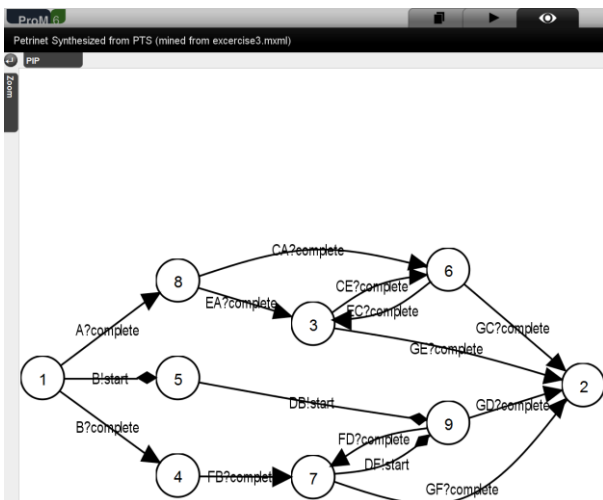 ProM 6
Petrinet Synthesized from PTS (mined from excercise3.mxml)
PIP
Zoom
CA?complete
8
6
EA?complete
CE?complete
EC?complete
3
A?complete
GC?complete
GE?complete
1
B!start
5
2
DB!start
GD?complete
9
B?complete
FD?complete
DF!start
4
FB?complete
7
GF?complete